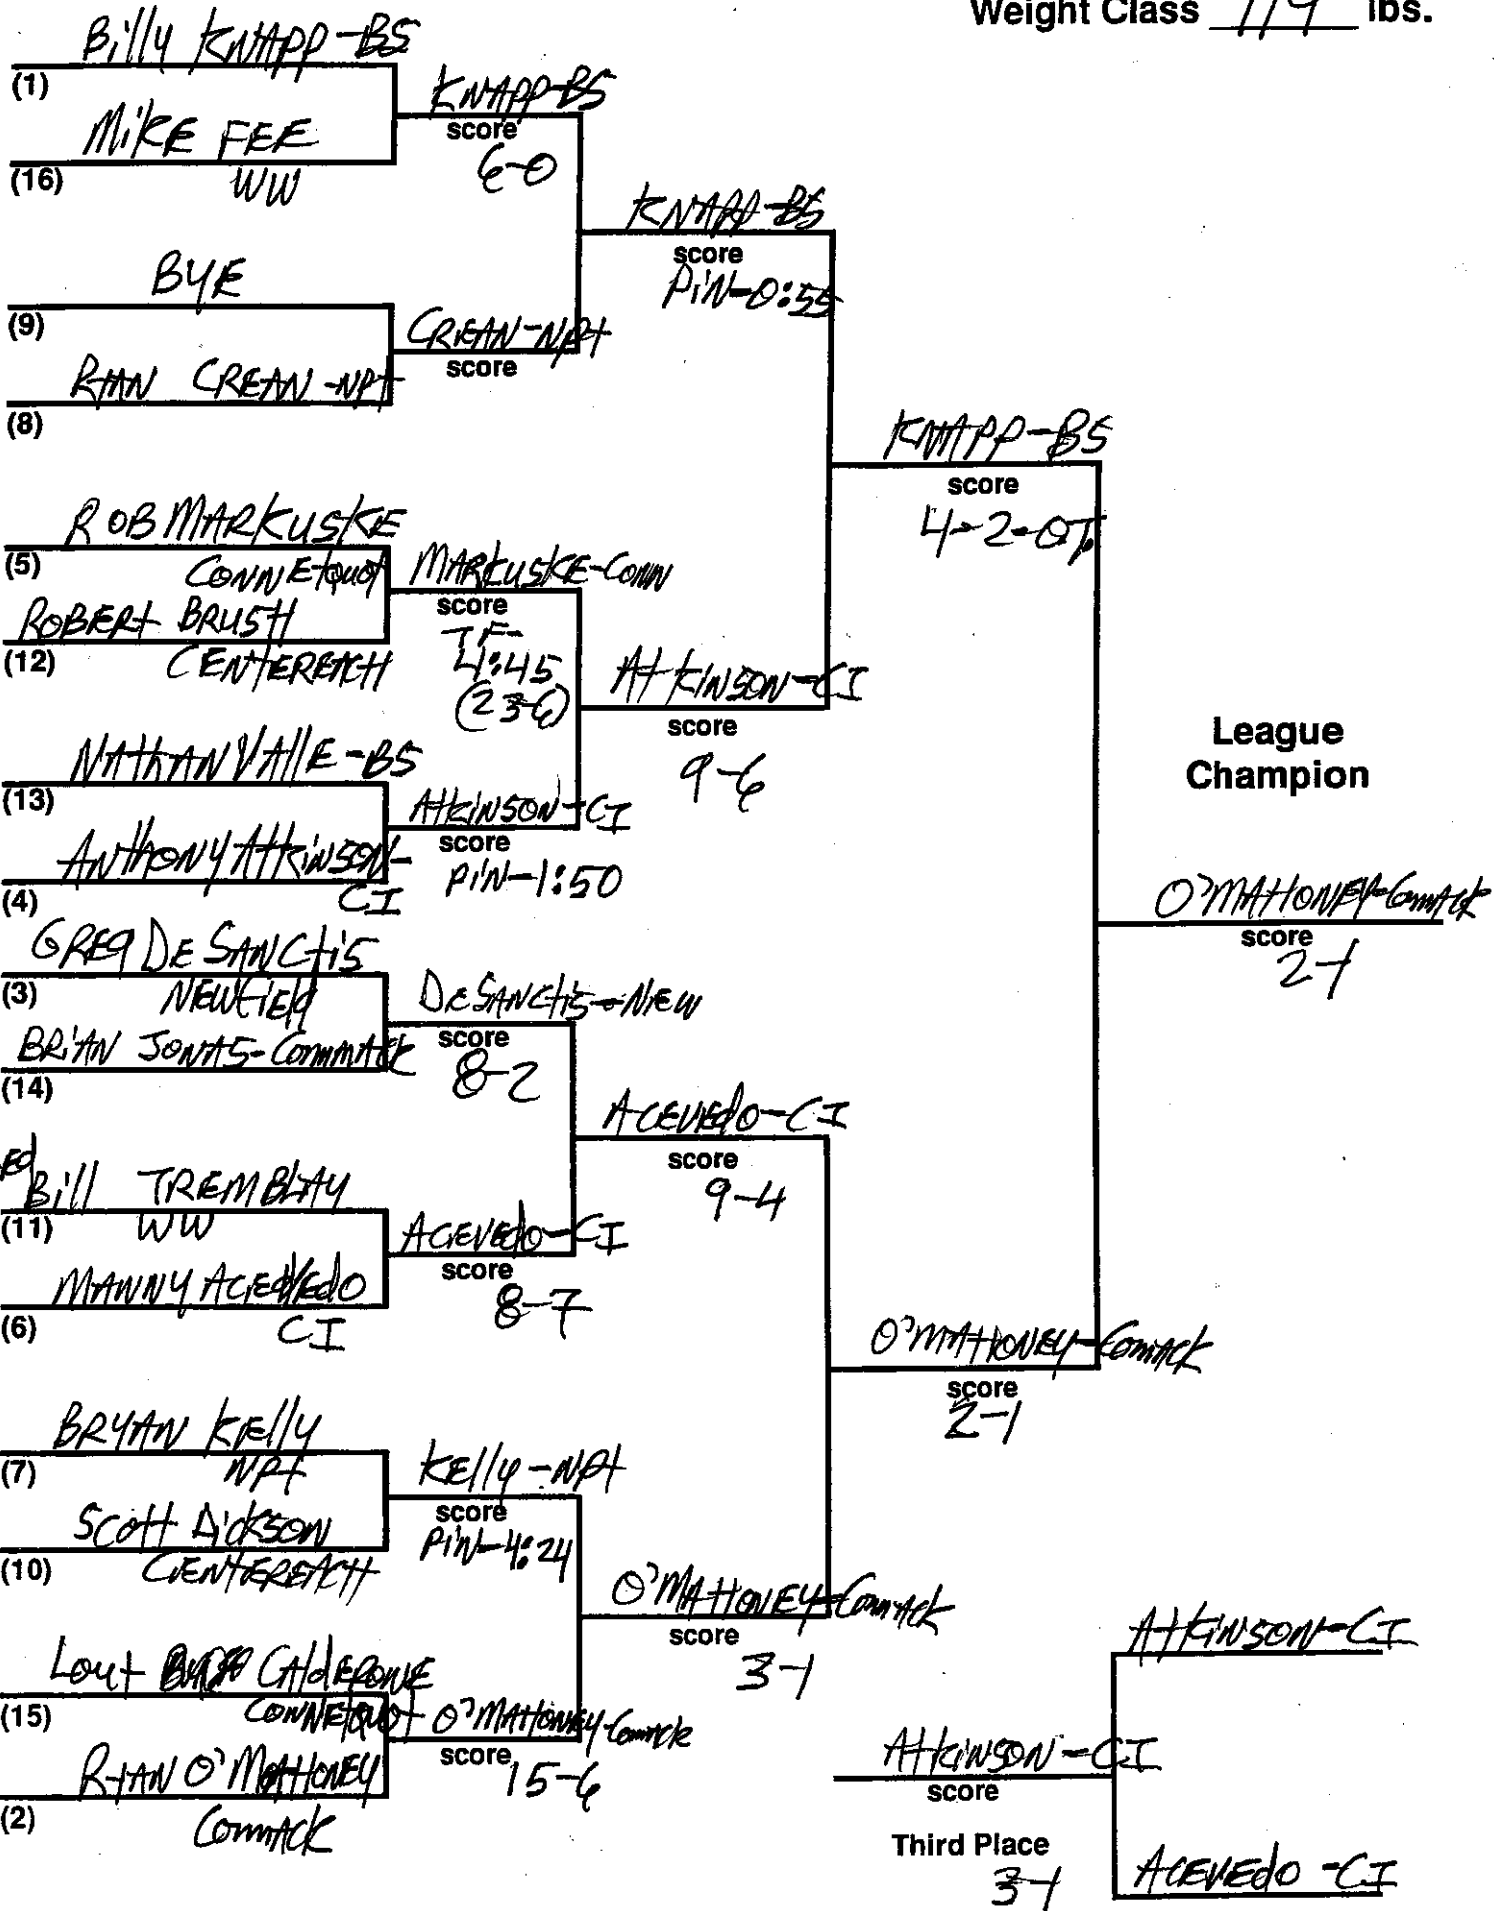 Weight Class 119 lbs.
Billy KNAPP-BS
(1)
KNAPP-BS
score
6-0
MIKE FEE
(16)
WW
KNAPP-BS
score
PIN-0:55
BYE
(9)
CREAN-NPT
score
RYAN CREAN-NPT
(8)
KNAPP-BS
score
4-2-OT.
ROB MARKUSKE
(5)
CONNETQUOT
MARKUSKE-CONN
score
TF-
4:45
(23-6)
ROBERT BRUSH
(12)
CENTEREACH
ATKINSON-CI
score
9-6
NATHAN VALLE-BS
(13)
ATKINSON-CI
score
PIN-1:50
ANTHONY ATKINSON-
CI
(4)
League
Champion
O'MAHONEY-Commack
score
2-1
GREG DESANCTIS
(3)
NEWFIELD
DESANCTIS-NEW
score
8-2
BRIAN JONAS-COMMACK
(14)
ACEVEDO-CI
score
9-4
Bill TREMBLAY
(11)
WW
ACEVEDO-CI
score
8-7
MANNY ACEVEDO
(6)
CI
O'MAHONEY-Commack
score
2-1
BRYAN KELLY
(7)
NPT
KELLY-NPT
score
PIN-4:24
SCOTT DICKSON
(10)
CENTEREACH
O'MAHONEY-Commack
score
3-1
CALDERONE
(15)
CONNETQUOT
O'MAHONEY-Commack
score
15-6
RYAN O'MAHONEY
(2)
COMMACK
ATKINSON-CI
ATKINSON-CI
score
Third Place
3-1
ACEVEDO-CI